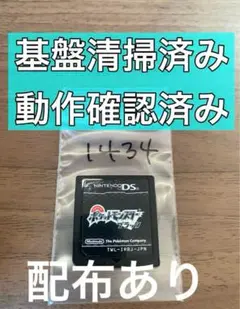 基盤清掃済み
動作確認済み
1434
NINTENDO DS
ポケットモンスター
Nintendo
The Pokémon Company
配布あり